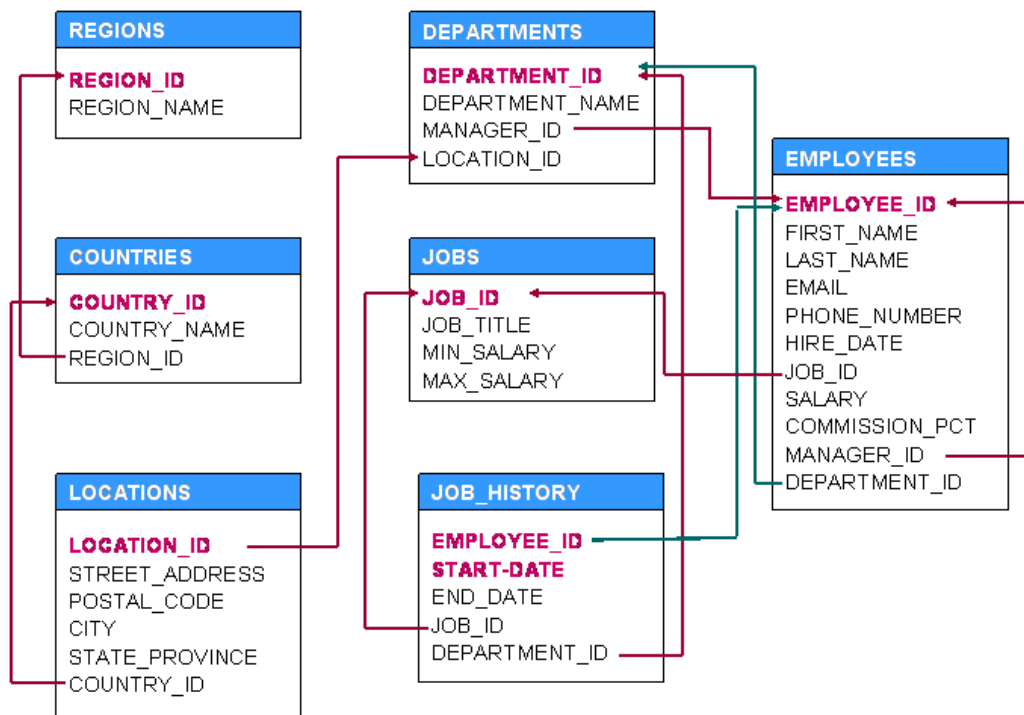 REGIONS
REGION_ID
REGION_NAME
DEPARTMENTS
DEPARTMENT_ID
DEPARTMENT_NAME
MANAGER_ID
LOCATION_ID
EMPLOYEES
EMPLOYEE_ID
FIRST_NAME
LAST_NAME
EMAIL
PHONE_NUMBER
HIRE_DATE
JOB_ID
SALARY
COMMISSION_PCT
MANAGER_ID
DEPARTMENT_ID
COUNTRIES
COUNTRY_ID
COUNTRY_NAME
REGION_ID
JOBS
JOB_ID
JOB_TITLE
MIN_SALARY
MAX_SALARY
LOCATIONS
LOCATION_ID
STREET_ADDRESS
POSTAL_CODE
CITY
STATE_PROVINCE
COUNTRY_ID
JOB_HISTORY
EMPLOYEE_ID
START-DATE
END_DATE
JOB_ID
DEPARTMENT_ID